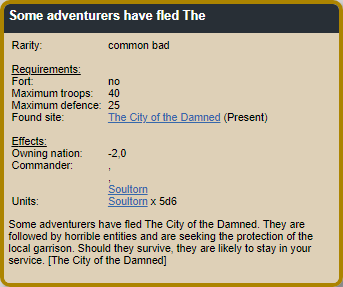 Some adventurers have fled The
Rarity: common bad
Requirements:
Fort: no
Maximum troops: 40
Maximum defence: 25
Found site: The City of the Damned (Present)
Effects:
Owning nation: -2,0
Commander: ,
,
Soultorn
Units: Soultorn x 5d6
Some adventurers have fled The City of the Damned. They are
followed by horrible entities and are seeking the protection of the
local garrison. Should they survive, they are likely to stay in your
service. [The City of the Damned]